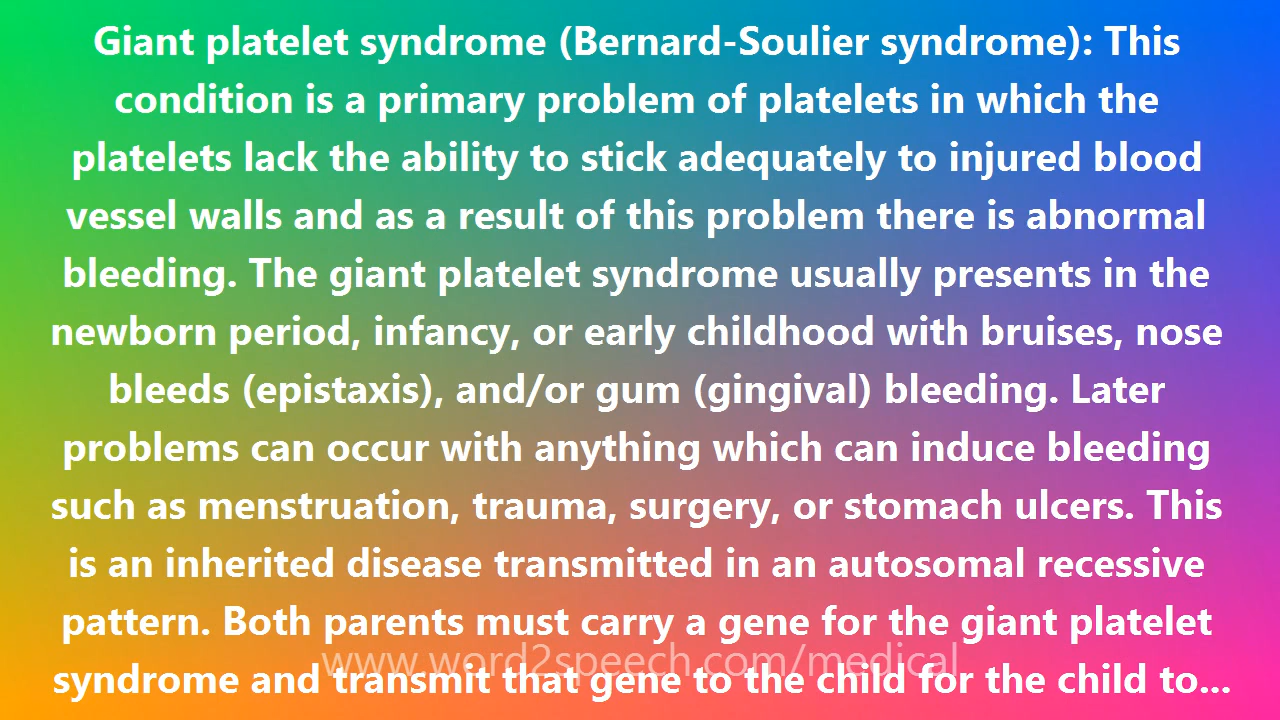 Giant platelet syndrome (Bernard-Soulier syndrome): This
condition is a primary problem of platelets in which the
platelets lack the ability to stick adequately to injured blood
vessel walls and as a result of this problem there is abnormal
bleeding. The giant platelet syndrome usually presents in the
newborn period, infancy, or early childhood with bruises, nose
bleeds (epistaxis), and/or gum (gingival) bleeding. Later
problems can occur with anything which can induce bleeding
such as menstruation, trauma, surgery, or stomach ulcers. This
is an inherited disease transmitted in an autosomal recessive
pattern. Both parents must carry a gene for the giant platelet
www.word2speech.com/medical
syndrome and transmit that gene to the child for the child to...